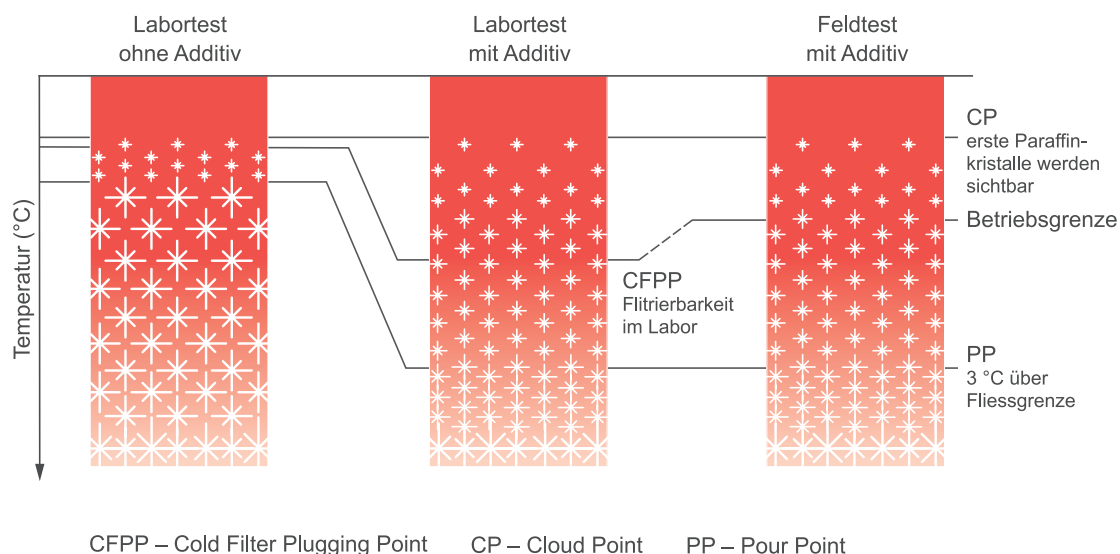 Labortest
ohne Additiv
Labortest
mit Additiv
Feldtest
mit Additiv
Temperatur (°C)
CP
erste Paraffin-
kristalle werden
sichtbar
Betriebsgrenze
CFPP
Flitrierbarkeit
im Labor
PP
3 °C über
Fliessgrenze
CFPP – Cold Filter Plugging Point CP – Cloud Point PP – Pour Point